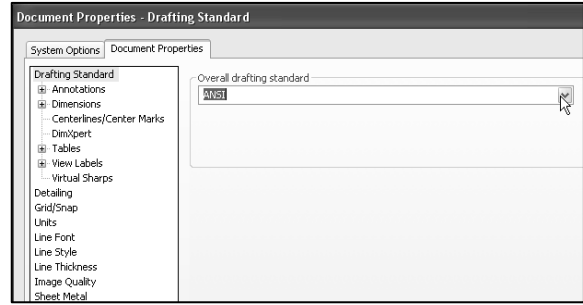 Document Properties - Drafting Standard
System Options Document Properties
Drafting Standard
Annotations
Dimensions
Centerlines/Center Marks
DimXpert
Tables
View Labels
Virtual Sharps
Detailing
Grid/Snap
Units
Line Font
Line Style
Line Thickness
Image Quality
Sheet Metal
Overall drafting standard
ANSI